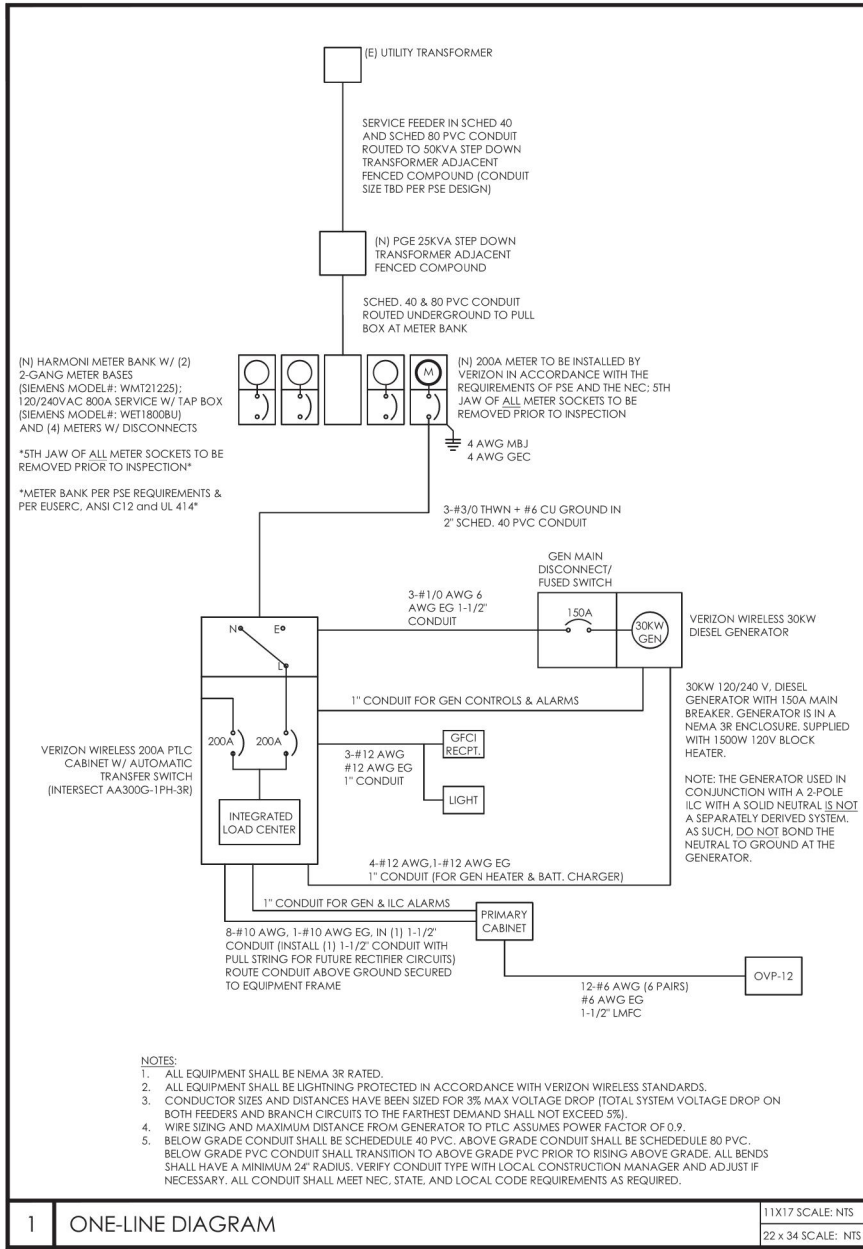 (E) UTILITY TRANSFORMER
SERVICE FEEDER IN SCHED 40
AND SCHED 80 PVC CONDUIT
ROUTED TO 50KVA STEP DOWN
TRANSFORMER ADJACENT
FENCED COMPOUND (CONDUIT
SIZE TBD PER PSE DESIGN)
(N) PGE 25KVA STEP DOWN
TRANSFORMER ADJACENT
FENCED COMPOUND
SCHED. 40 & 80 PVC CONDUIT
ROUTED UNDERGROUND TO PULL
BOX AT METER BANK
(N) HARMONI METER BANK W/ (2)
2-GANG METER BASES
(SIEMENS MODEL#: WMT21225);
120/240VAC 800A SERVICE W/ TAP BOX
(SIEMENS MODEL#: WET1800BU)
AND (4) METERS W/ DISCONNECTS
*5TH JAW OF ALL METER SOCKETS TO BE
REMOVED PRIOR TO INSPECTION*
*METER BANK PER PSE REQUIREMENTS &
PER EUSERC, ANSI C12 and UL 414*
M
(N) 200A METER TO BE INSTALLED BY
VERIZON IN ACCORDANCE WITH THE
REQUIREMENTS OF PSE AND THE NEC; 5TH
JAW OF ALL METER SOCKETS TO BE
REMOVED PRIOR TO INSPECTION
4 AWG MBJ
4 AWG GEC
3-#3/0 THWN + #6 CU GROUND IN
2" SCHED. 40 PVC CONDUIT
GEN MAIN
DISCONNECT/
FUSED SWITCH
3-#1/0 AWG 6
AWG EG 1-1/2"
CONDUIT
150A
30KW
GEN
VERIZON WIRELESS 30KW
DIESEL GENERATOR
N
E
L
1" CONDUIT FOR GEN CONTROLS & ALARMS
30KW 120/240 V, DIESEL
GENERATOR WITH 150A MAIN
BREAKER. GENERATOR IS IN A
NEMA 3R ENCLOSURE. SUPPLIED
WITH 1500W 120V BLOCK
HEATER.
NOTE: THE GENERATOR USED IN
CONJUNCTION WITH A 2-POLE
ILC WITH A SOLID NEUTRAL IS NOT
A SEPARATELY DERIVED SYSTEM.
AS SUCH, DO NOT BOND THE
NEUTRAL TO GROUND AT THE
GENERATOR.
VERIZON WIRELESS 200A PTLC
CABINET W/ AUTOMATIC
TRANSFER SWITCH
(INTERSECT AA300G-1PH-3R)
200A
200A
INTEGRATED
LOAD CENTER
3-#12 AWG
#12 AWG EG
1" CONDUIT
GFCI
RECPT.
LIGHT
4-#12 AWG,1-#12 AWG EG
1" CONDUIT (FOR GEN HEATER & BATT. CHARGER)
1" CONDUIT FOR GEN & ILC ALARMS
8-#10 AWG, 1-#10 AWG EG, IN (1) 1-1/2"
CONDUIT (INSTALL (1) 1-1/2" CONDUIT WITH
PULL STRING FOR FUTURE RECTIFIER CIRCUITS)
ROUTE CONDUIT ABOVE GROUND SECURED
TO EQUIPMENT FRAME
PRIMARY
CABINET
12-#6 AWG (6 PAIRS)
#6 AWG EG
1-1/2" LMFC
OVP-12
NOTES:
1. ALL EQUIPMENT SHALL BE NEMA 3R RATED.
2. ALL EQUIPMENT SHALL BE LIGHTNING PROTECTED IN ACCORDANCE WITH VERIZON WIRELESS STANDARDS.
3. CONDUCTOR SIZES AND DISTANCES HAVE BEEN SIZED FOR 3% MAX VOLTAGE DROP (TOTAL SYSTEM VOLTAGE DROP ON
BOTH FEEDERS AND BRANCH CIRCUITS TO THE FARTHEST DEMAND SHALL NOT EXCEED 5%).
4. WIRE SIZING AND MAXIMUM DISTANCE FROM GENERATOR TO PTLC ASSUMES POWER FACTOR OF 0.9.
5. BELOW GRADE CONDUIT SHALL BE SCHEDEDULE 40 PVC. ABOVE GRADE CONDUIT SHALL BE SCHEDEDULE 80 PVC.
BELOW GRADE PVC CONDUIT SHALL TRANSITION TO ABOVE GRADE PVC PRIOR TO RISING ABOVE GRADE. ALL BENDS
SHALL HAVE A MINIMUM 24" RADIUS. VERIFY CONDUIT TYPE WITH LOCAL CONSTRUCTION MANAGER AND ADJUST IF
NECESSARY. ALL CONDUIT SHALL MEET NEC, STATE, AND LOCAL CODE REQUIREMENTS AS REQUIRED.
1 ONE-LINE DIAGRAM
11X17 SCALE: NTS
22 x 34 SCALE: NTS